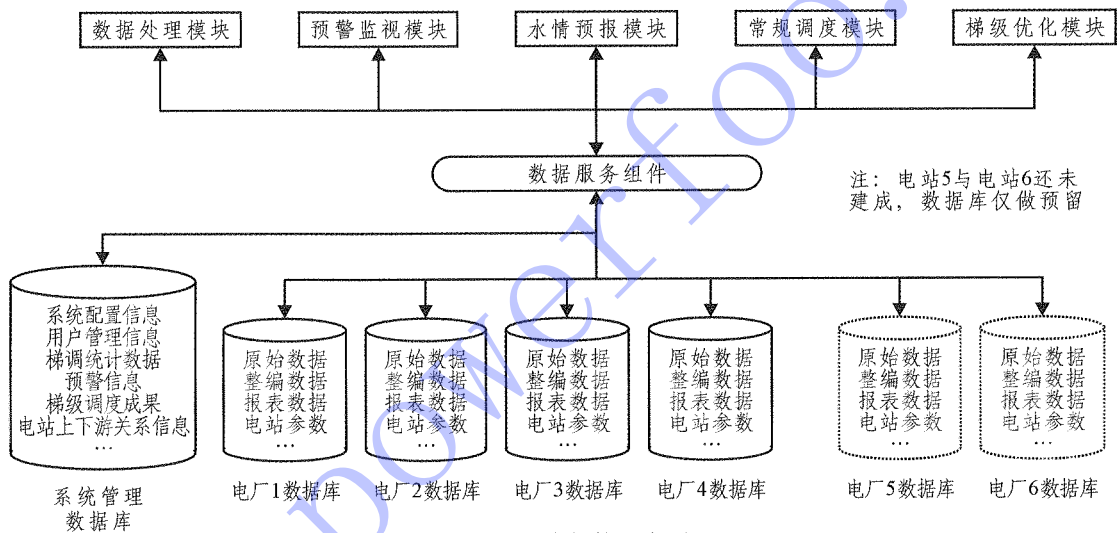 数据处理模块
预警监视模块
水情预报模块
常规调度模块
梯级优化模块
数据服务组件
注：电站5与电站6还未
建成，数据库仅做预留
系统配置信息
用户管理信息
梯调统计数据
预警信息
梯级调度成果
电站上下游关系信息
…
系统管理
数据库
原始数据
整编数据
报表数据
电站参数
…
电厂1数据库
原始数据
整编数据
报表数据
电站参数
…
电厂2数据库
原始数据
整编数据
报表数据
电站参数
…
电厂3数据库
原始数据
整编数据
报表数据
电站参数
…
电厂4数据库
原始数据
整编数据
报表数据
电站参数
…
电厂5数据库
原始数据
整编数据
报表数据
电站参数
…
电厂6数据库
powerfoo.